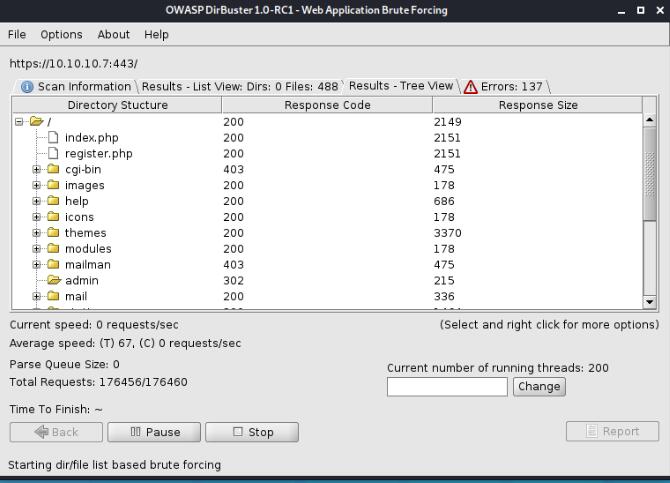 OWASP DirBuster 1.0-RC1 - Web Application Brute Forcing
File Options About Help
https://10.10.10.7:443/
Scan Information Results - List View: Dirs: 0 Files: 488 Results - Tree View Errors: 137
Directory Stucture Response Code Response Size
/ 200 2149
index.php 200 2151
register.php 200 2151
cgi-bin 403 475
images 200 178
help 200 686
icons 200 178
themes 200 3370
modules 200 178
mailman 403 475
admin 302 215
mail 200 336
Current speed: 0 requests/sec (Select and right click for more options)
Average speed: (T) 67, (C) 0 requests/sec
Parse Queue Size: 0 Current number of running threads: 200
Total Requests: 176456/176460 Change
Time To Finish: ~
Back Pause Stop Report
Starting dir/file list based brute forcing